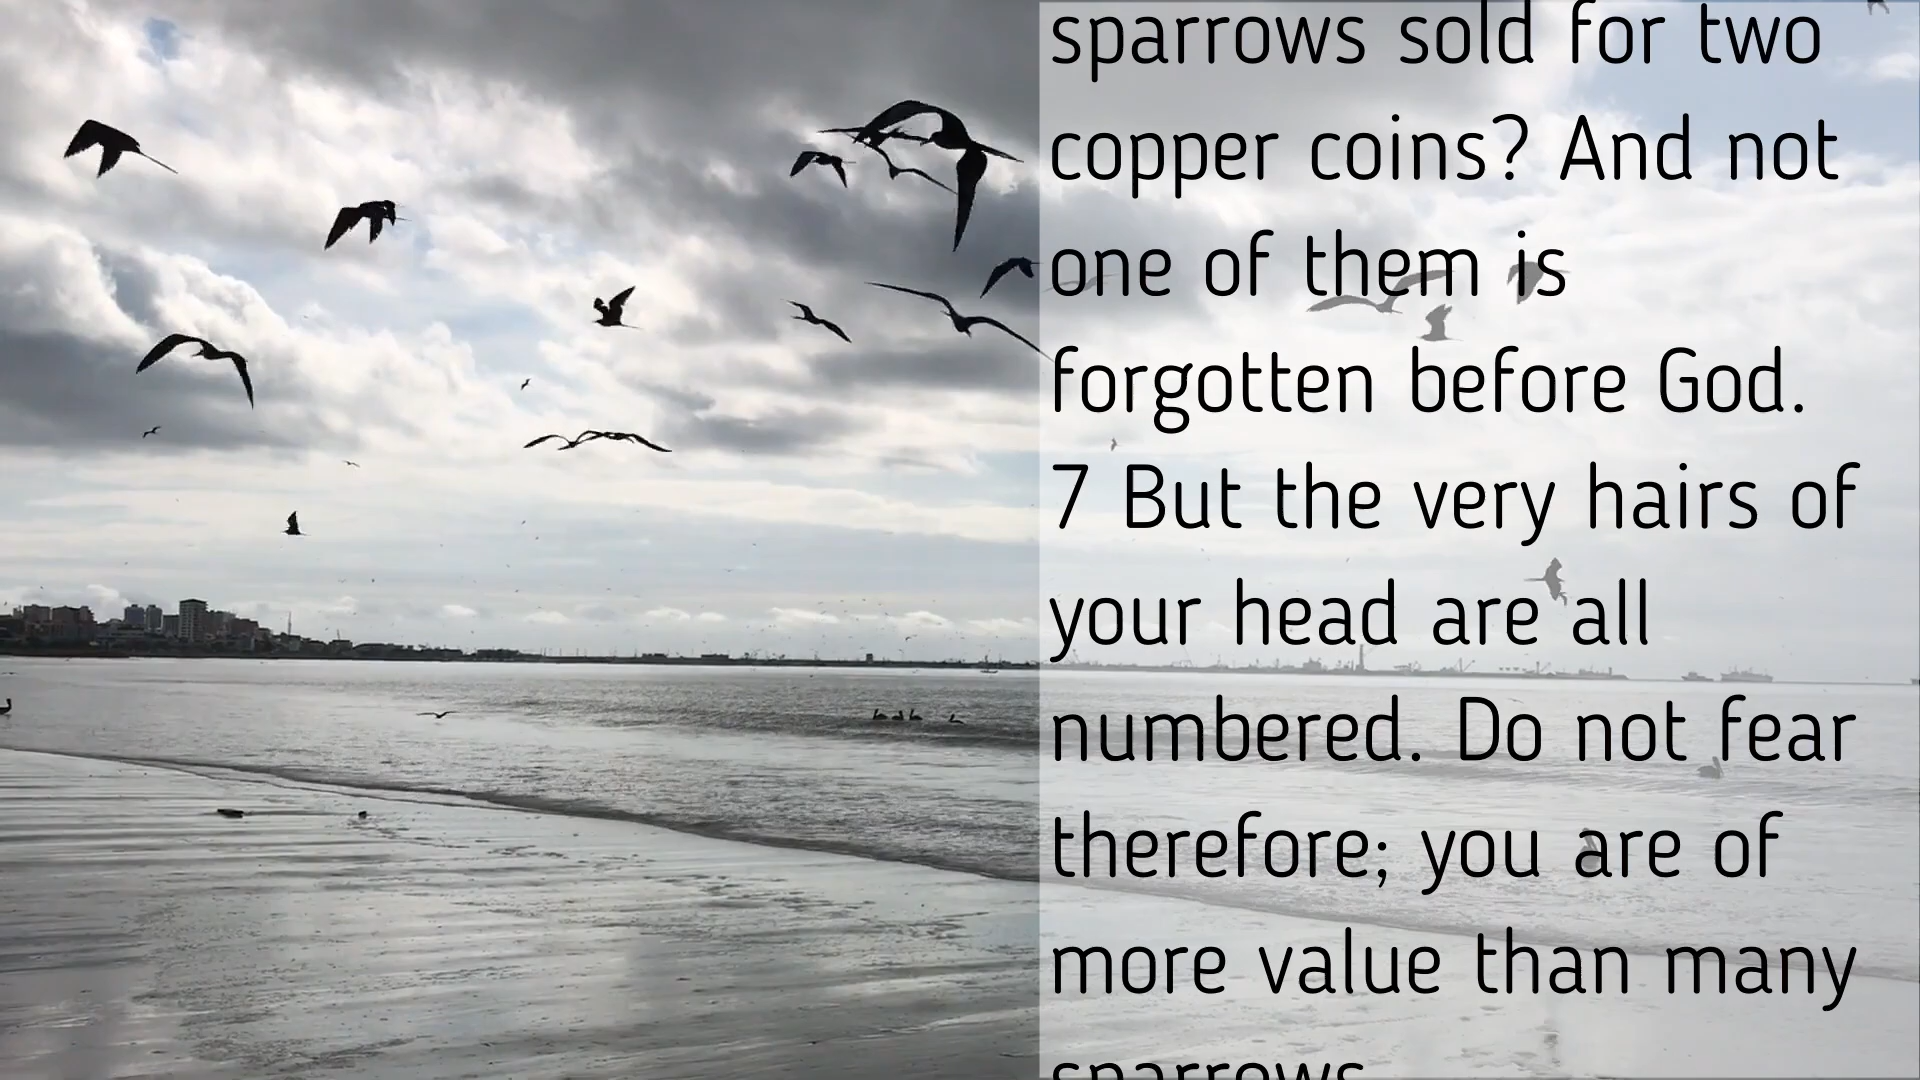 sparrows sold for two
copper coins? And not
one of them is
forgotten before God.
7 But the very hairs of
your head are all
numbered. Do not fear
therefore; you are of
more value than many
sparrows